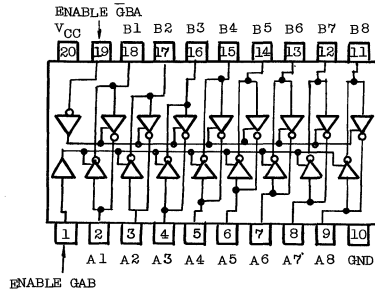 ENABLE G̅BA
VCC B1 B2 B3 B4 B5 B6 B7 B8
20 19 18 17 16 15 14 13 12 11
1 2 3 4 5 6 7 8 9 10
A1 A2 A3 A4 A5 A6 A7 A8 GND
ENABLE GAB